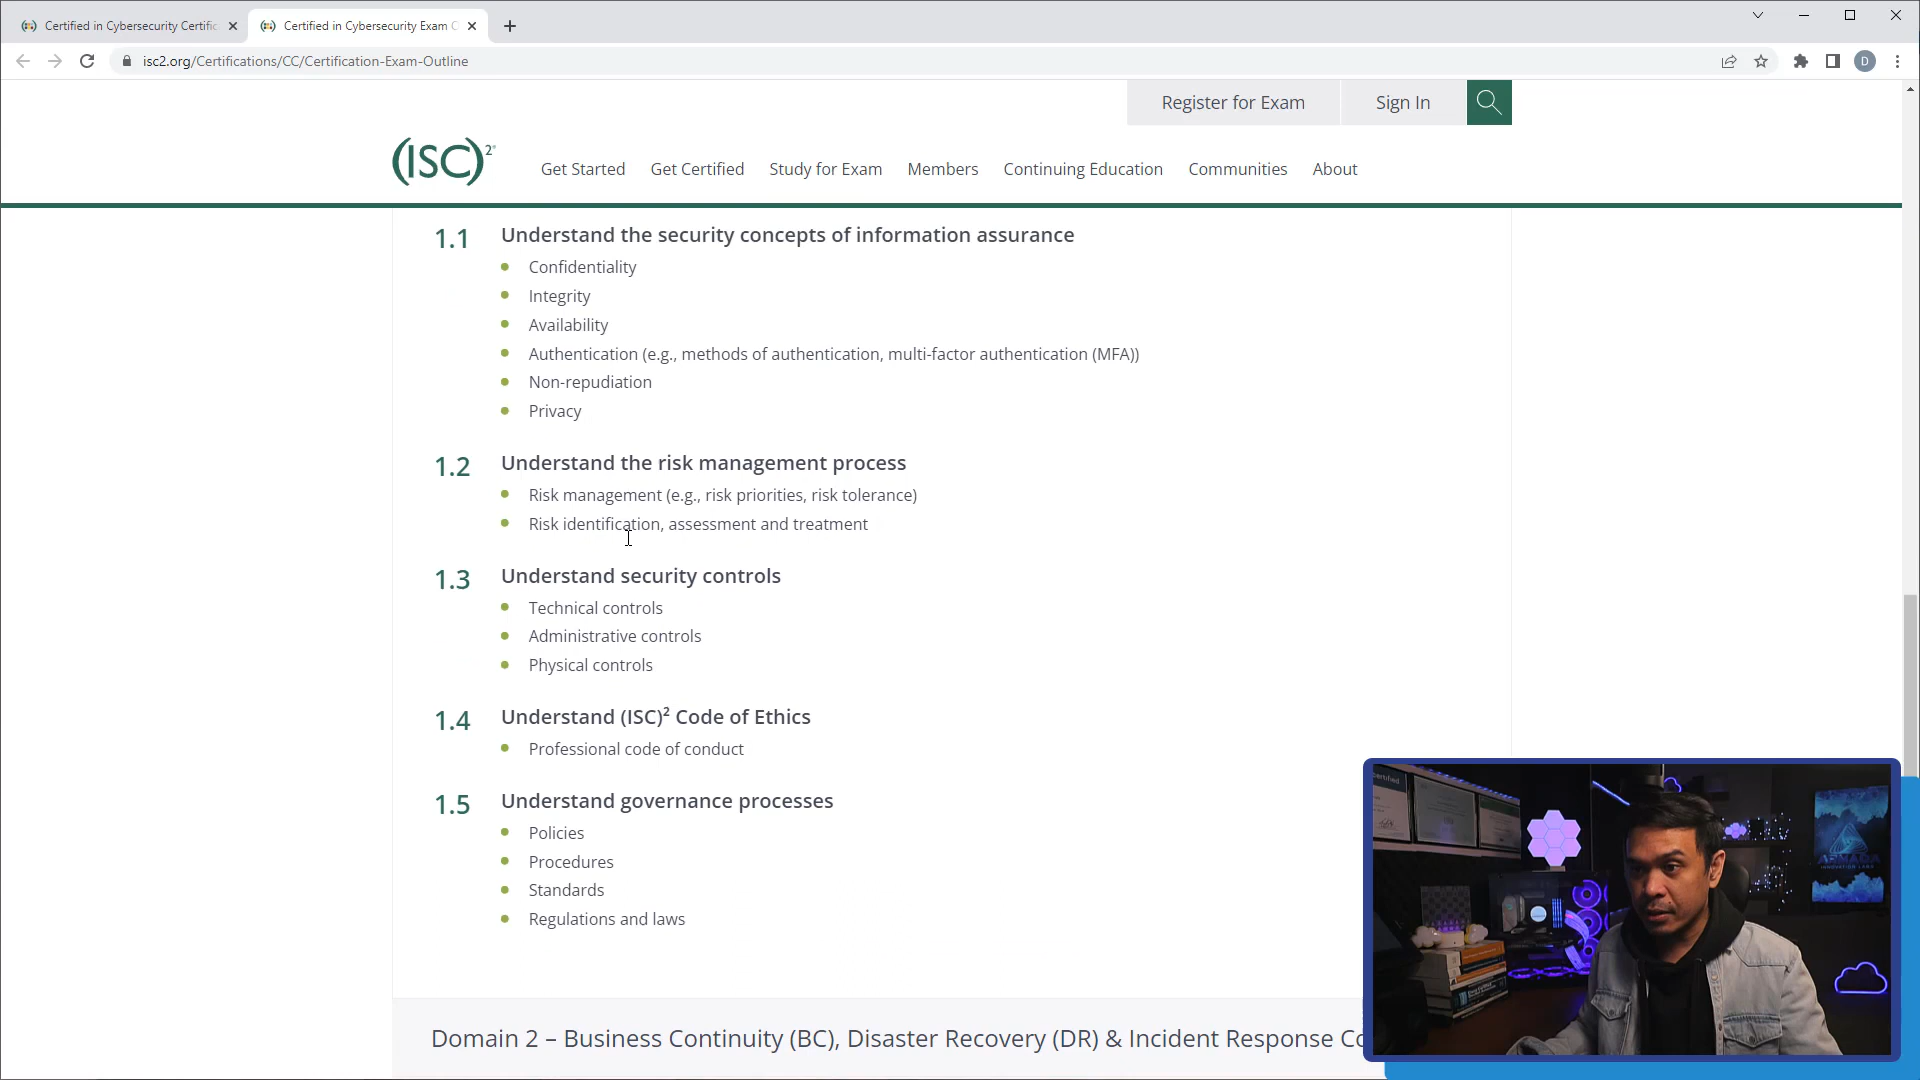 Certified in Cybersecurity Certific
Certified in Cybersecurity Exam O
isc2.org/Certifications/CC/Certification-Exam-Outline
D
Register for Exam
Sign In
(ISC)²®
Get Started
Get Certified
Study for Exam
Members
Continuing Education
Communities
About
1.1 Understand the security concepts of information assurance
Confidentiality
Integrity
Availability
Authentication (e.g., methods of authentication, multi-factor authentication (MFA))
Non-repudiation
Privacy
1.2 Understand the risk management process
Risk management (e.g., risk priorities, risk tolerance)
Risk identification, assessment and treatment
1.3 Understand security controls
Technical controls
Administrative controls
Physical controls
1.4 Understand (ISC)² Code of Ethics
Professional code of conduct
1.5 Understand governance processes
Policies
Procedures
Standards
Regulations and laws
Domain 2 – Business Continuity (BC), Disaster Recovery (DR) & Incident Response Co
ARMADA
INNOVATION LABS